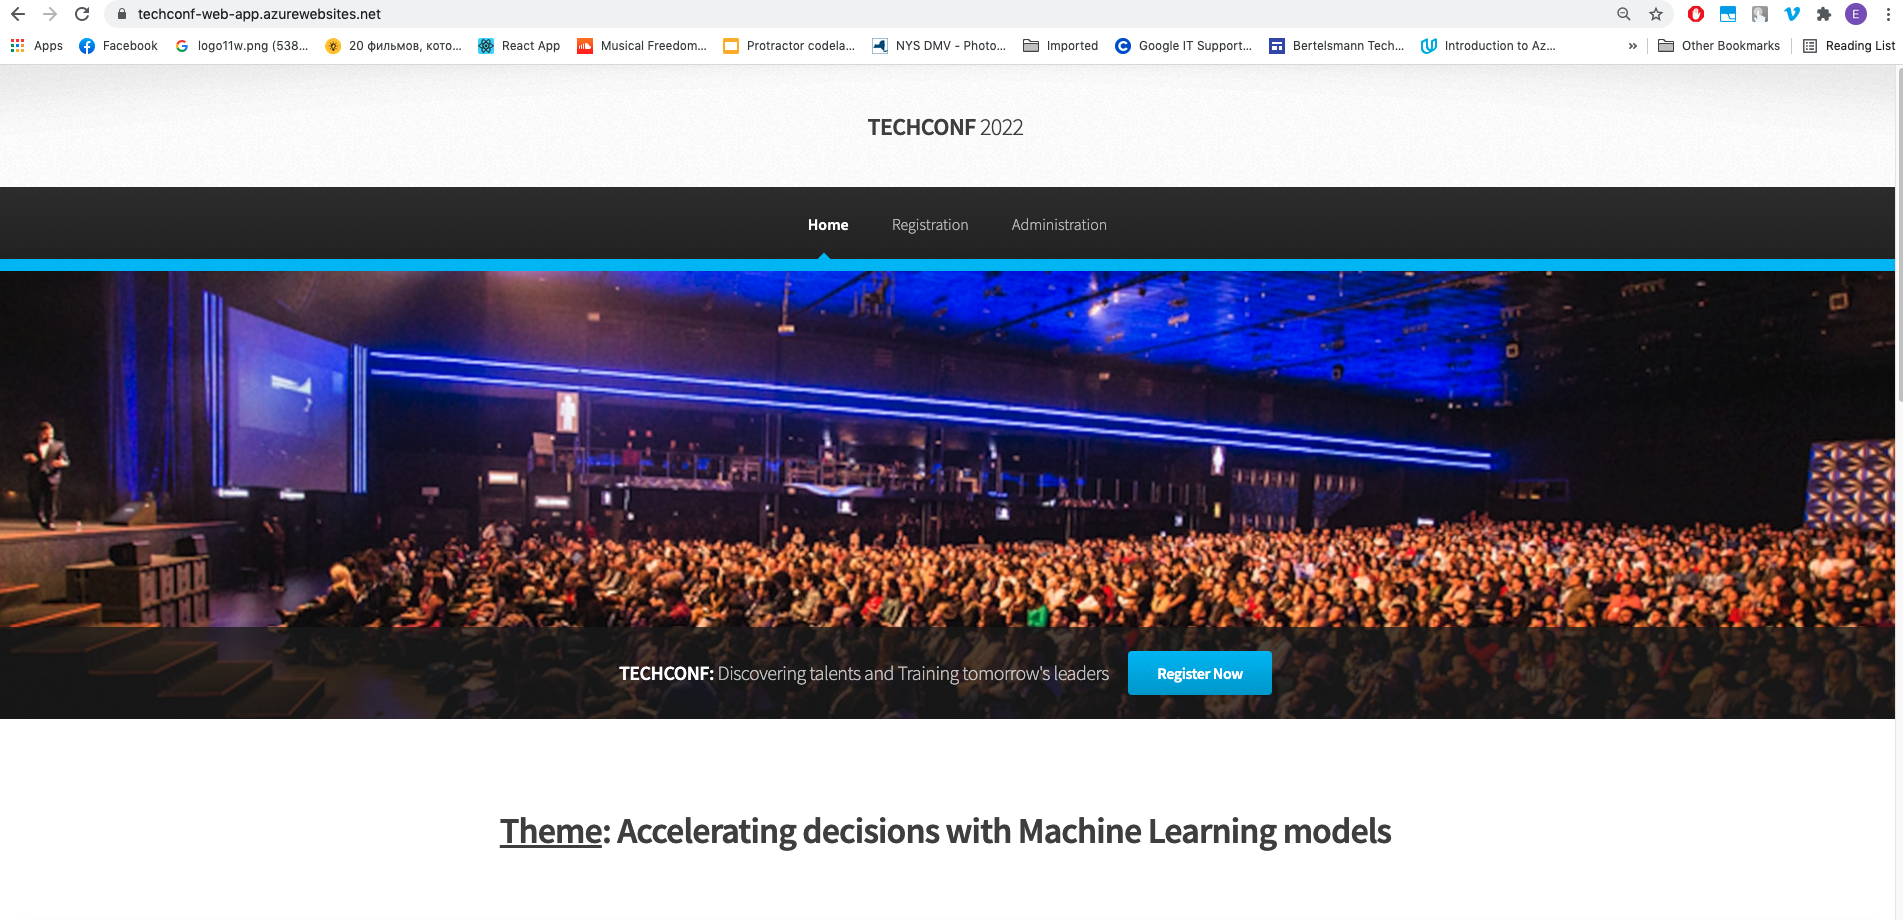 techconf-web-app.azurewebsites.net
E
Apps Facebook logo11w.png (538... 20 фильмов, кото... React App Musical Freedom... Protractor codela... NYS DMV - Photo... Imported Google IT Support... Bertelsmann Tech... Introduction to Az... » Other Bookmarks Reading List
TECHCONF 2022
Home Registration Administration
TECHCONF: Discovering talents and Training tomorrow's leaders Register Now
Theme: Accelerating decisions with Machine Learning models